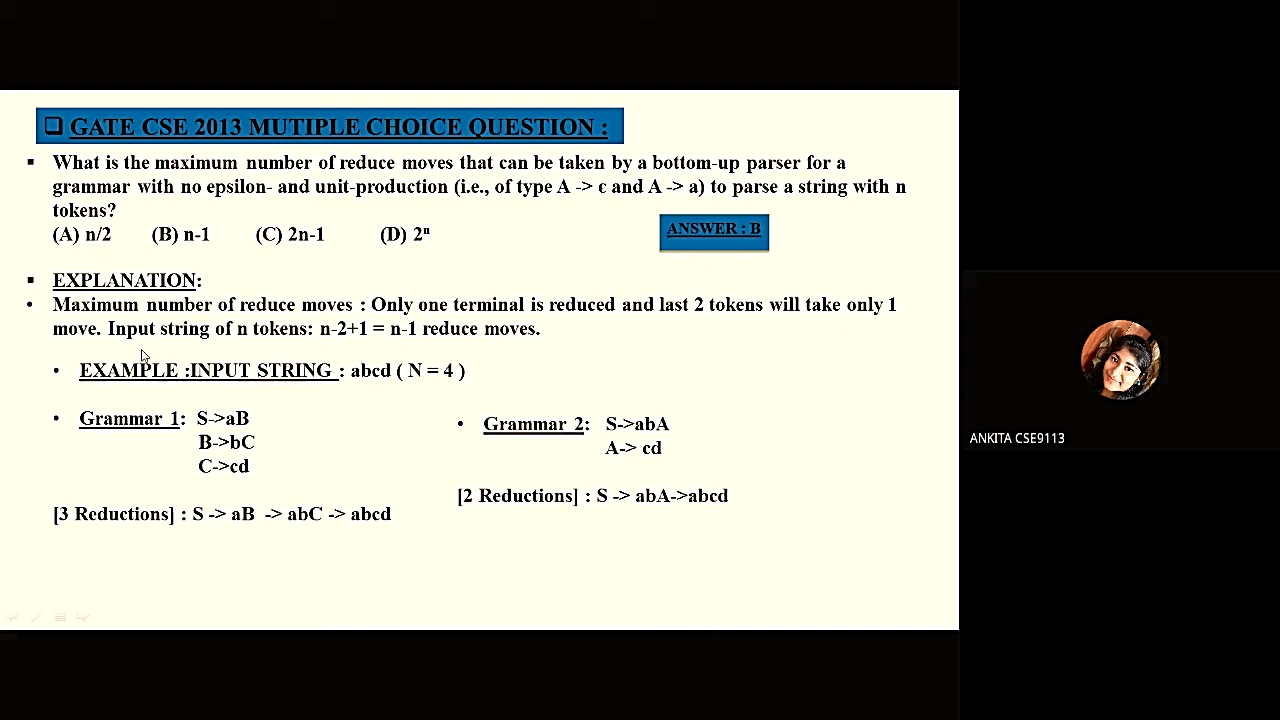 ❑ GATE CSE 2013 MUTIPLE CHOICE QUESTION :
▪ What is the maximum number of reduce moves that can be taken by a bottom-up parser for a
grammar with no epsilon- and unit-production (i.e., of type A -> c and A -> a) to parse a string with n
tokens?
(A) n/2 (B) n-1 (C) 2n-1 (D) 2ⁿ
ANSWER : B
▪ EXPLANATION:
• Maximum number of reduce moves : Only one terminal is reduced and last 2 tokens will take only 1
move. Input string of n tokens: n-2+1 = n-1 reduce moves.
• EXAMPLE :INPUT STRING : abcd ( N = 4 )
• Grammar 1: S->aB
B->bC
C->cd
[3 Reductions] : S -> aB -> abC -> abcd
• Grammar 2: S->abA
A-> cd
[2 Reductions] : S -> abA->abcd
ANKITA CSE9113